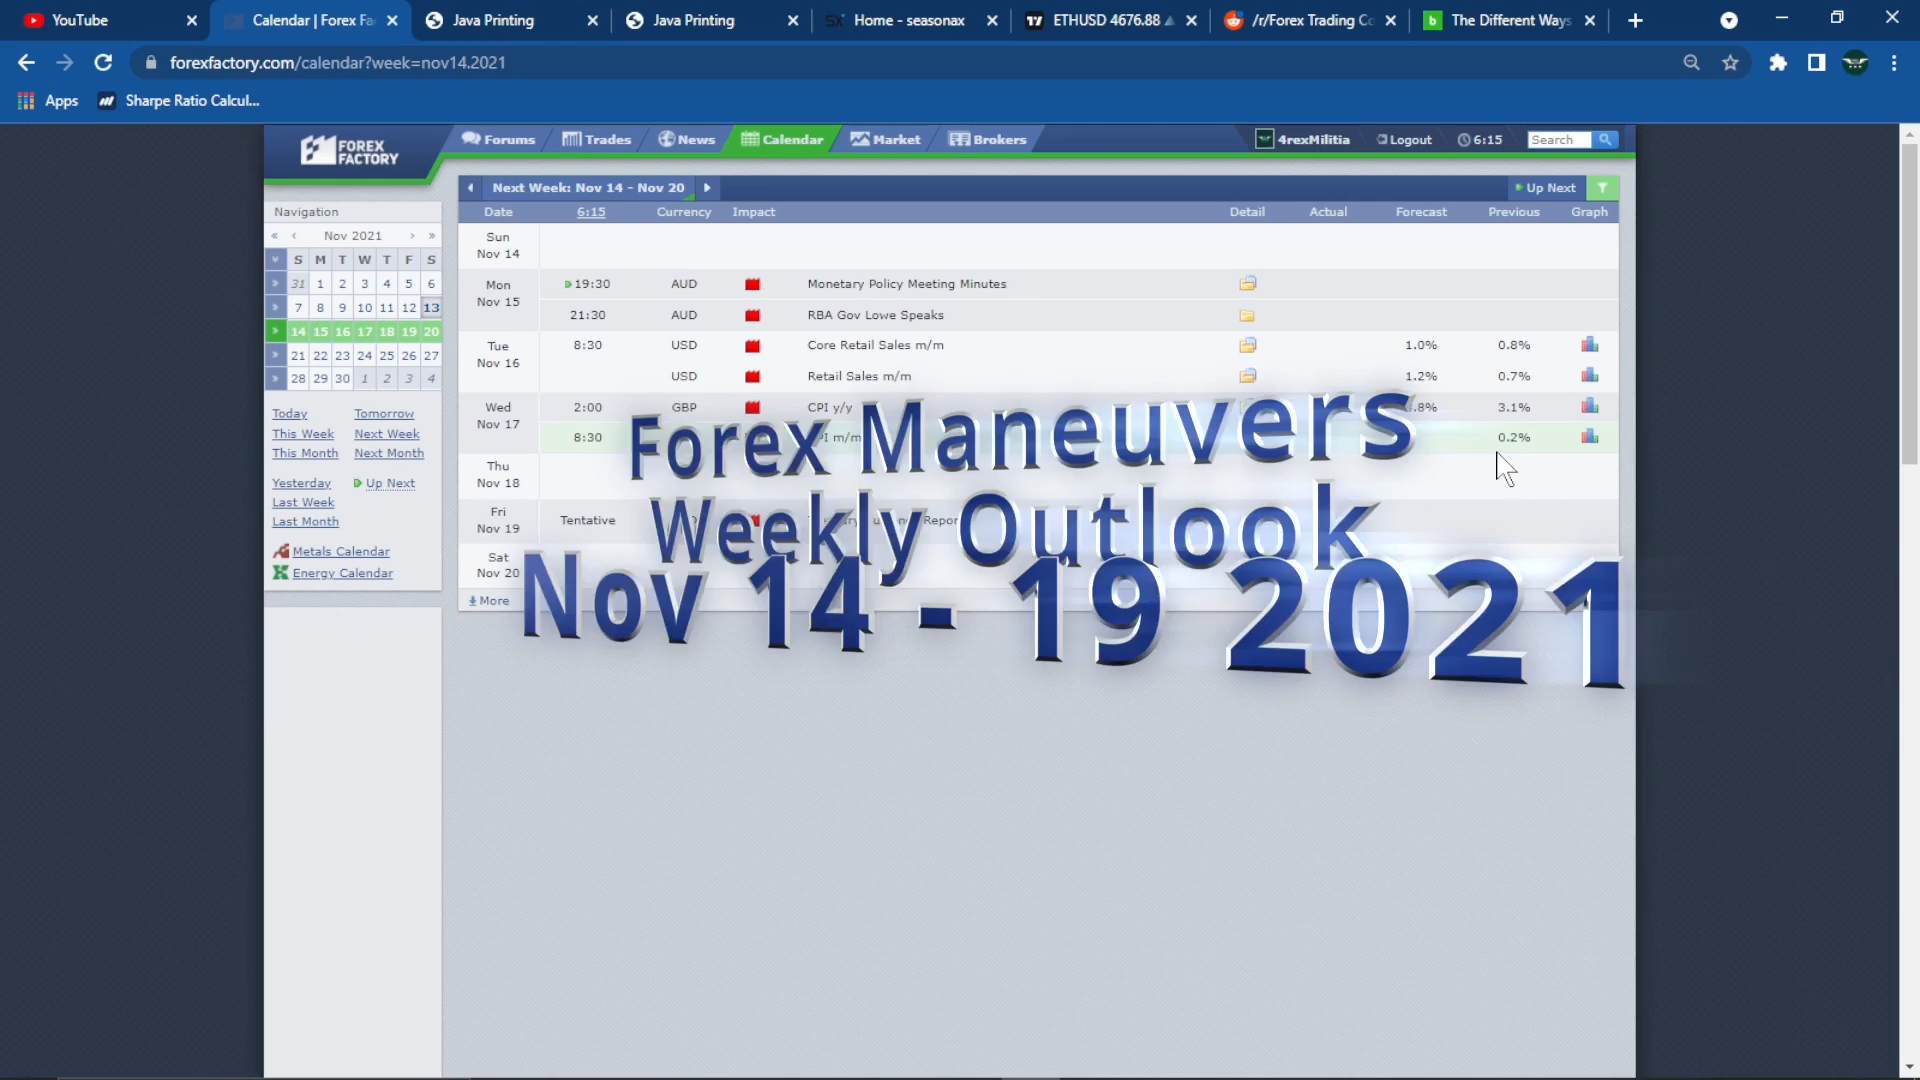 YouTube
Calendar | Forex Fa
Java Printing
Java Printing
Home - seasonax
ETHUSD 4676.88
/r/Forex Trading Co
The Different Ways
forexfactory.com/calendar?week=nov14.2021
Apps
Sharpe Ratio Calcul...
FOREX FACTORY
Forums
Trades
News
Calendar
Market
Brokers
4rexMilitia
Logout
6:15
Search
Navigation
« ‹ Nov 2021 › »
S M T W T F S
31 1 2 3 4 5 6
7 8 9 10 11 12 13
14 15 16 17 18 19 20
21 22 23 24 25 26 27
28 29 30 1 2 3 4
Today Tomorrow
This Week Next Week
This Month Next Month
Yesterday Up Next
Last Week
Last Month
Metals Calendar
Energy Calendar
Next Week: Nov 14 - Nov 20
Up Next
Date 6:15 Currency Impact Detail Actual Forecast Previous Graph
Sun Nov 14
Mon Nov 15
19:30 AUD Monetary Policy Meeting Minutes
21:30 AUD RBA Gov Lowe Speaks
Tue Nov 16
8:30 USD Core Retail Sales m/m 1.0% 0.8%
USD Retail Sales m/m 1.2% 0.7%
Wed Nov 17
2:00 GBP CPI y/y 3.1%
8:30 m/m 0.2%
Thu Nov 18
Fri Nov 19
Tentative
Sat Nov 20
More
Forex Maneuvers
Weekly Outlook
Nov 14 - 19 2021